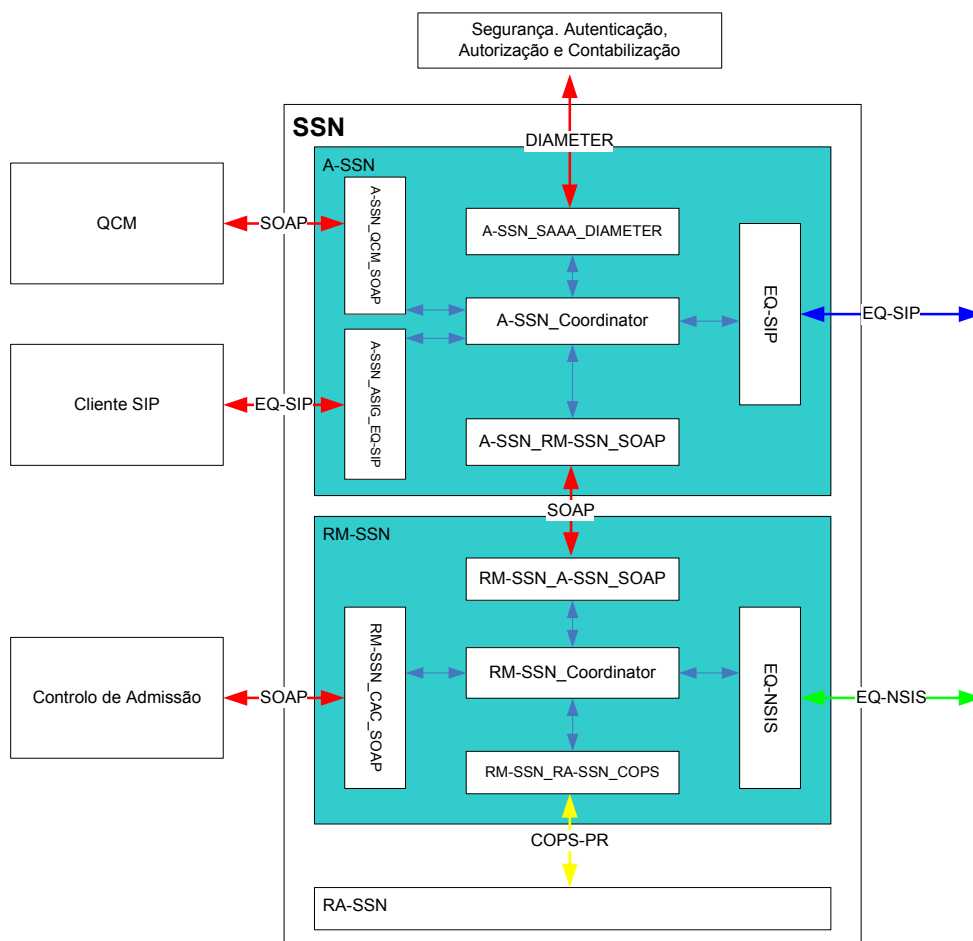 Segurança. Autenticação,
Autorização e Contabilização
SSN
DIAMETER
A-SSN
QCM
SOAP
A-SSN_QCM_SOAP
A-SSN_SAAA_DIAMETER
EQ-SIP
EQ-SIP
A-SSN_Coordinator
Cliente SIP
EQ-SIP
A-SSN_ASIG_EQ-SIP
A-SSN_RM-SSN_SOAP
SOAP
RM-SSN
RM-SSN_A-SSN_SOAP
Controlo de Admissão
SOAP
RM-SSN_CAC_SOAP
RM-SSN_Coordinator
EQ-NSIS
EQ-NSIS
RM-SSN_RA-SSN_COPS
COPS-PR
RA-SSN